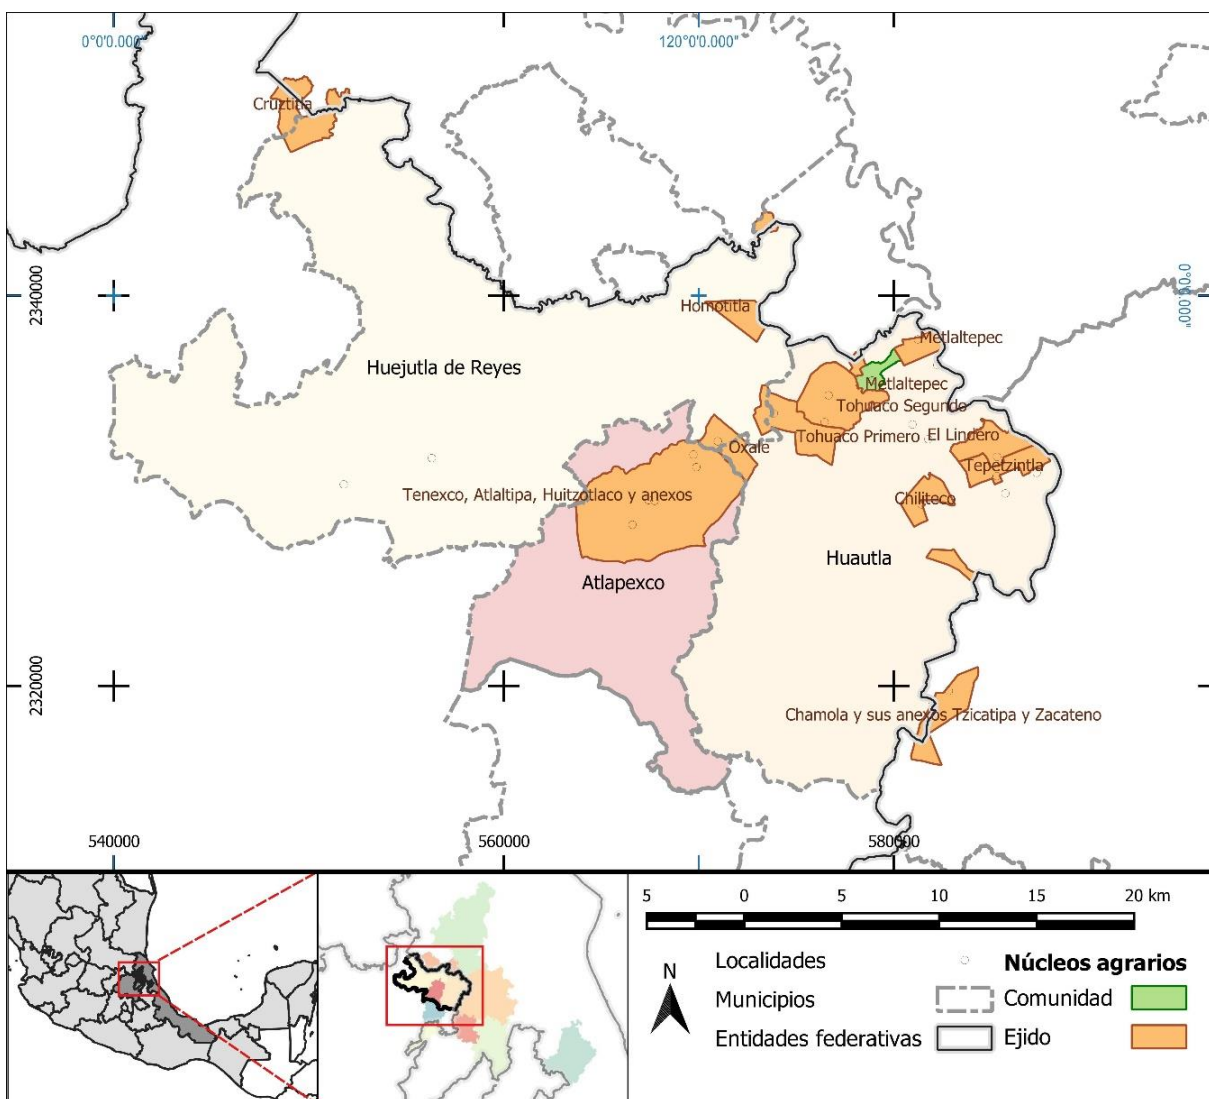 0°0'0.000"
120°0'0.000"
Cruztitla
2340000
0°0'0.000"
Homotitla
Metlaltepec
Huejutla de Reyes
Metlaltepec
Tohuaco Segundo
Tohuaco Primero
El Lindero
Oxale
Tepetzintla
Tenexco, Atlaltipa, Huitzotlaco y anexos
Chiliteco
Huautla
Atlapexco
2320000
Chamola y sus anexos Tzicatipa y Zacateno
540000
560000
580000
5 0 5 10 15 20 km
N
Localidades
Núcleos agrarios
Municipios
Comunidad
Entidades federativas
Ejido